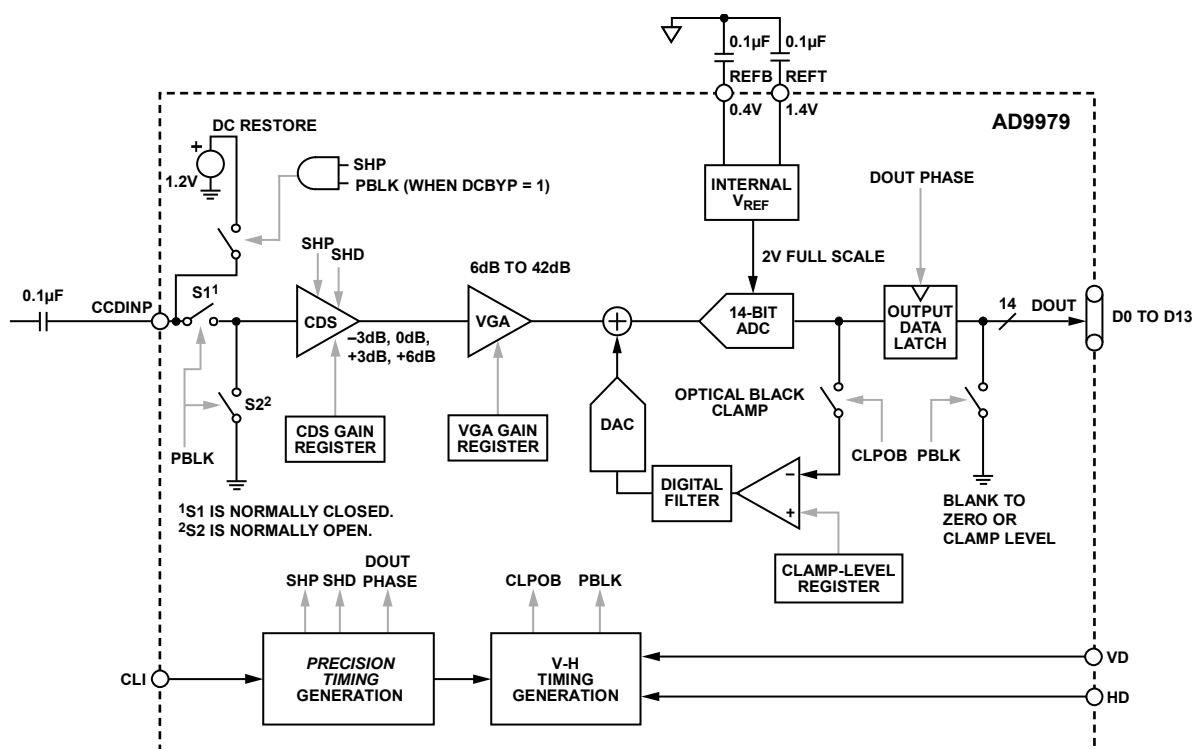 0.1µF
0.1µF
REFB
REFT
0.4V
1.4V
AD9979
DC RESTORE
+
1.2V
SHP
PBLK (WHEN DCBYP = 1)
INTERNAL
VREF
DOUT PHASE
2V FULL SCALE
SHP
SHD
6dB TO 42dB
0.1µF
CCDINP
S1¹
CDS
–3dB, 0dB,
+3dB, +6dB
VGA
+
14-BIT
ADC
OUTPUT
DATA
LATCH
14
DOUT
D0 TO D13
S2²
PBLK
CDS GAIN
REGISTER
VGA GAIN
REGISTER
DAC
OPTICAL BLACK
CLAMP
CLPOB
PBLK
DIGITAL
FILTER
–
+
BLANK TO
ZERO OR
CLAMP LEVEL
¹S1 IS NORMALLY CLOSED.
²S2 IS NORMALLY OPEN.
CLAMP-LEVEL
REGISTER
SHP
SHD
DOUT
PHASE
CLPOB
PBLK
CLI
PRECISION
TIMING
GENERATION
V-H
TIMING
GENERATION
VD
HD